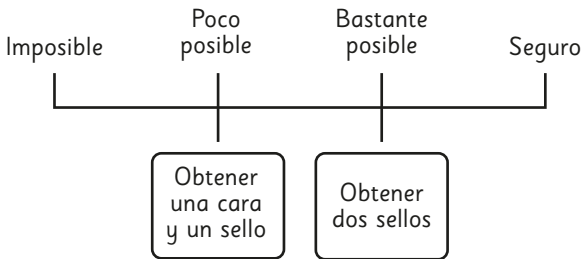 Imposible
Poco
posible
Bastante
posible
Seguro
Obtener
una cara
y un sello
Obtener
dos sellos